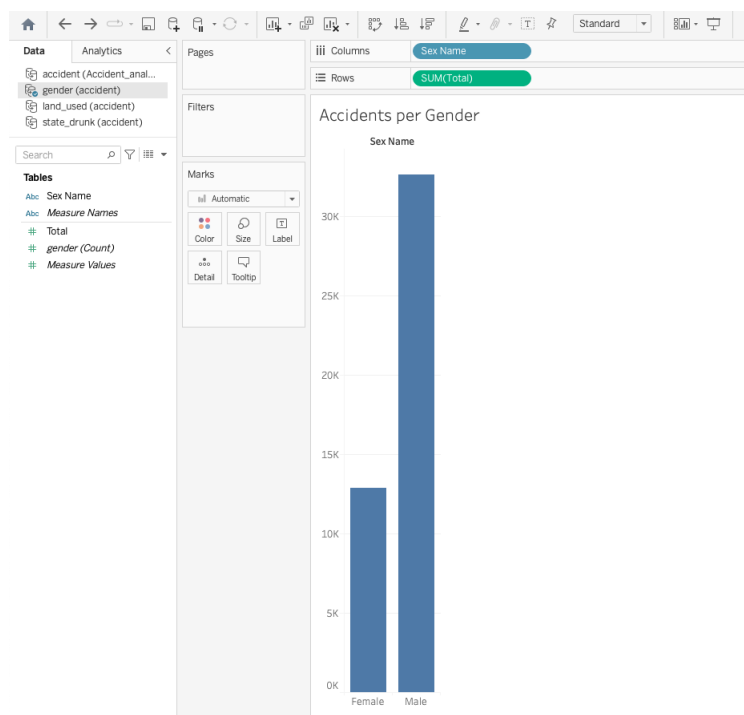 Standard
Data
Analytics
accident (Accident_anal...
gender (accident)
land_used (accident)
state_drunk (accident)
Search
Tables
Abc Sex Name
Abc Measure Names
# Total
# gender (Count)
# Measure Values
Pages
Filters
Marks
Automatic
Color
Size
T
Label
Detail
Tooltip
Columns
Sex Name
Rows
SUM(Total)
Accidents per Gender
Sex Name
30K
25K
20K
15K
10K
5K
0K
Female
Male